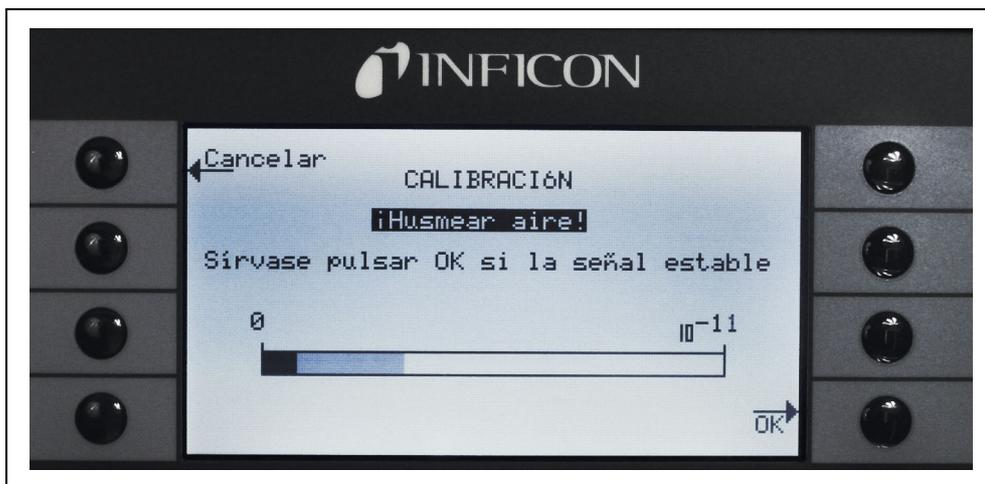 INFICON
Cancelar
CALIBRACIóN
¡Husmear aire!
Sírvase pulsar OK si la señal estable
0 10⁻¹¹
OK